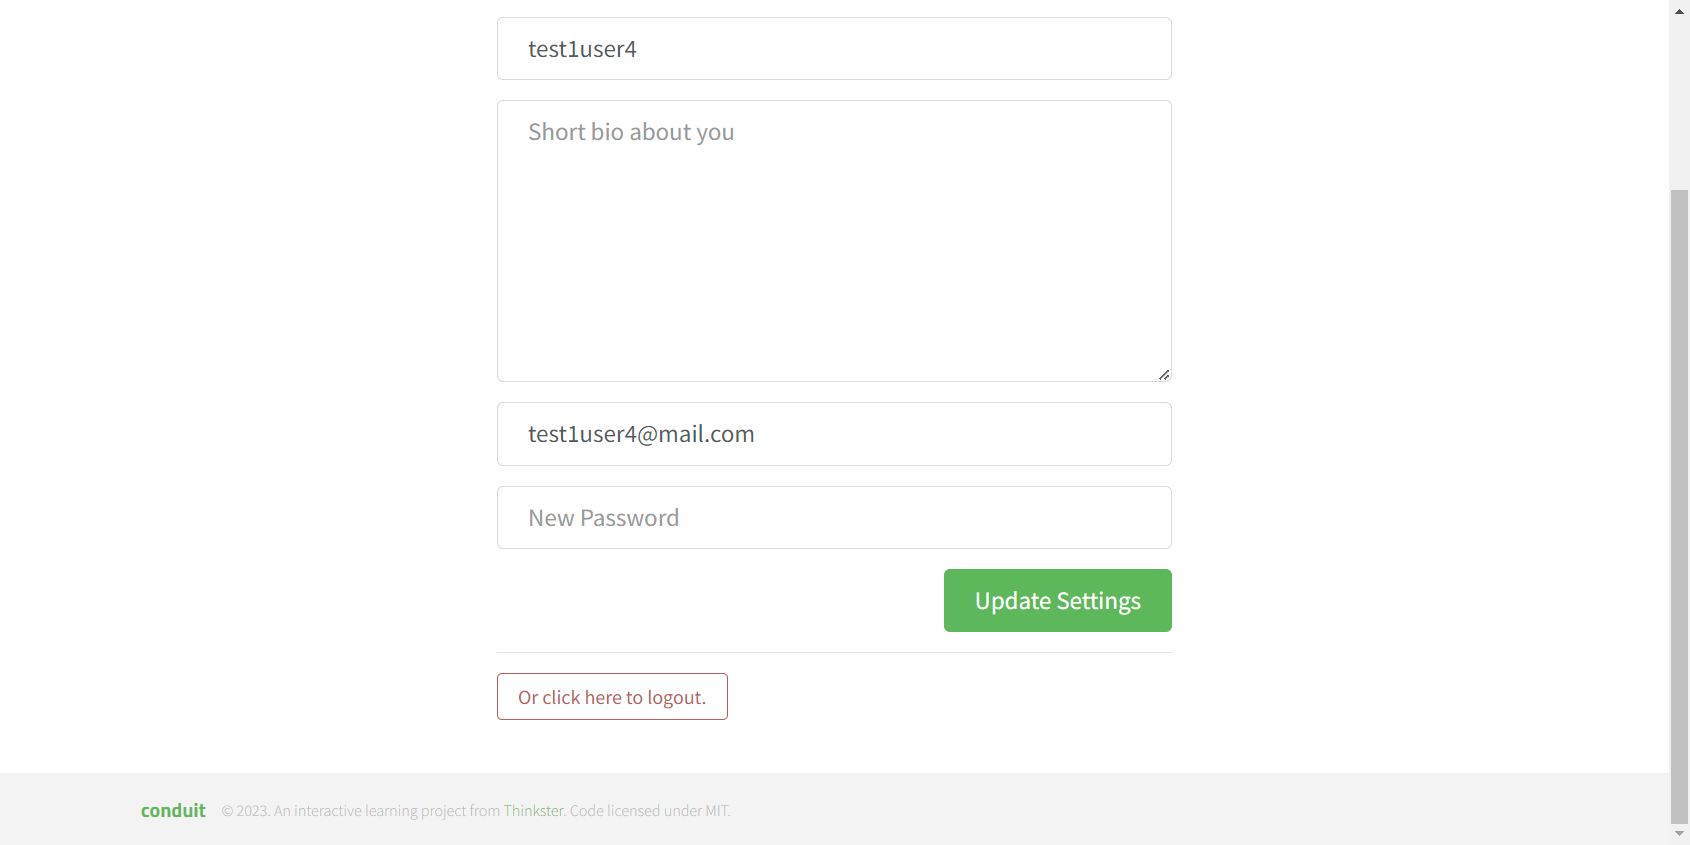 test1user4
Short bio about you
test1user4@mail.com
New Password
Update Settings
Or click here to logout.
conduit © 2023. An interactive learning project from Thinkster. Code licensed under MIT.